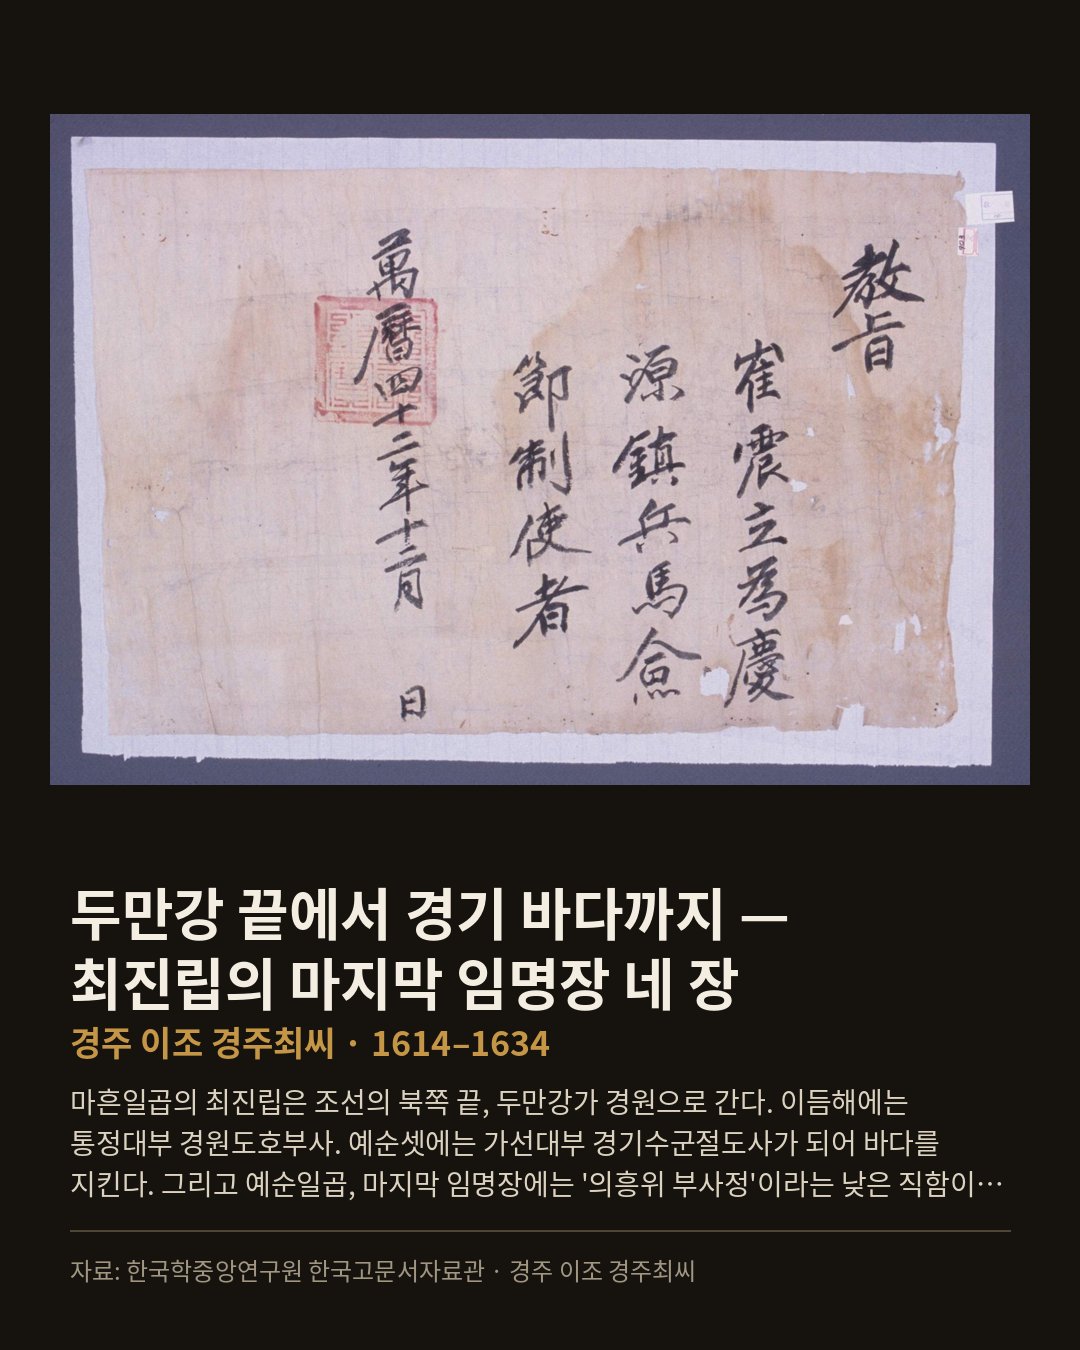 教旨
崔震立爲慶
源鎭兵馬僉
節制使者
萬曆四十二年十二月 日
두만강 끝에서 경기 바다까지 —
최진립의 마지막 임명장 네 장
경주 이조 경주최씨 · 1614–1634
마흔일곱의 최진립은 조선의 북쪽 끝, 두만강가 경원으로 간다. 이듬해에는
통정대부 경원도호부사. 예순셋에는 가선대부 경기수군절도사가 되어 바다를
지킨다. 그리고 예순일곱, 마지막 임명장에는 '의흥위 부사정'이라는 낮은 직함이…
자료: 한국학중앙연구원 한국고문서자료관 · 경주 이조 경주최씨